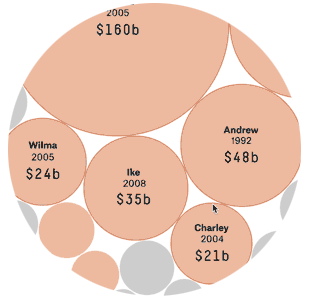 2005
$160b
Andrew
1992
$48b
Wilma
2005
$24b
Ike
2008
$35b
Charley
2004
$21b